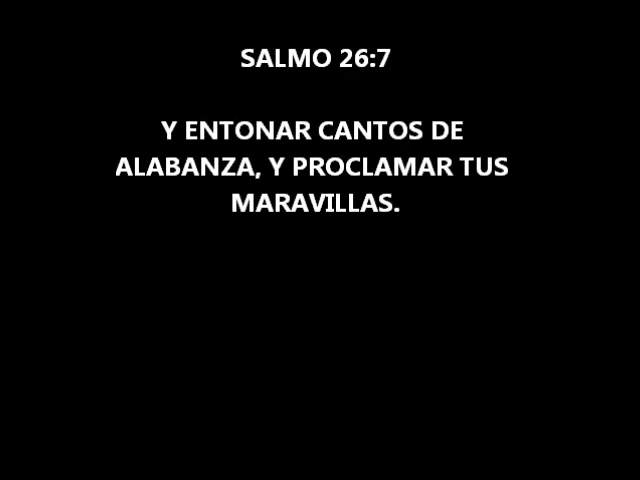 SALMO 26:7
Y ENTONAR CANTOS DE
ALABANZA, Y PROCLAMAR TUS
MARAVILLAS.